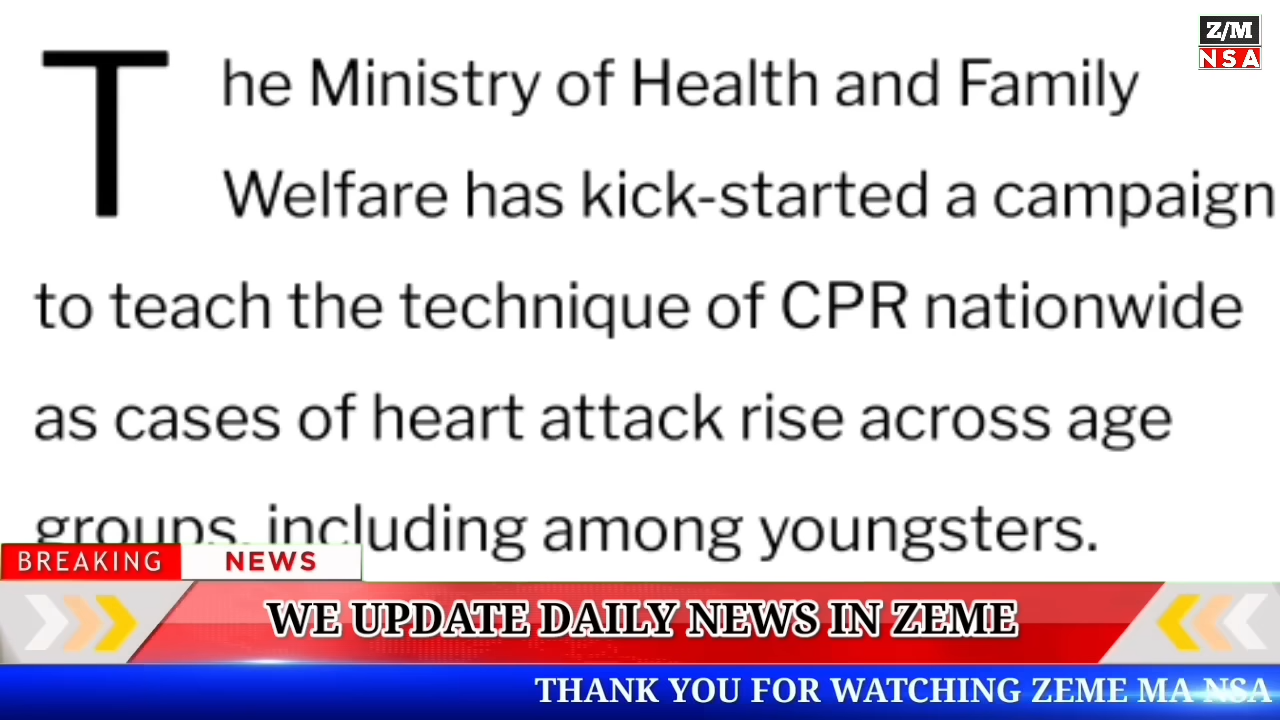 Z/M
NSA
The Ministry of Health and Family
Welfare has kick-started a campaign
to teach the technique of CPR nationwide
as cases of heart attack rise across age
groups, including among youngsters.
BREAKING NEWS
WE UPDATE DAILY NEWS IN ZEME
THANK YOU FOR WATCHING ZEME MA NSA